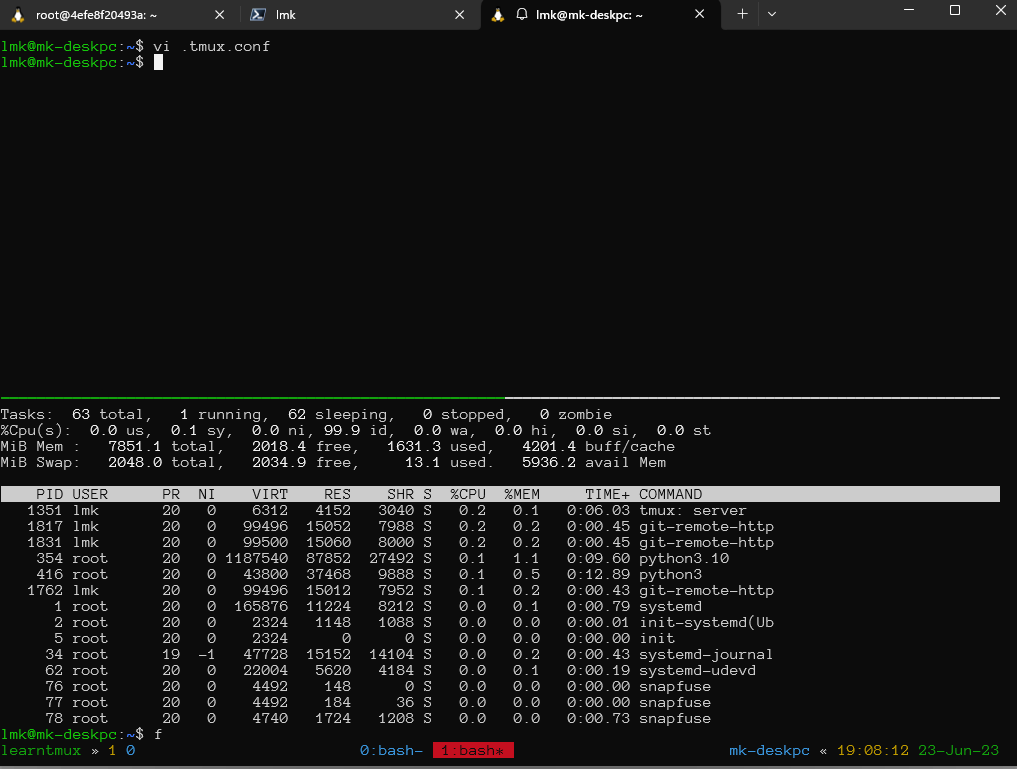 root@4efe8f20493a: ~ lmk lmk@mk-deskpc: ~
lmk@mk-deskpc:~$ vi .tmux.conf
lmk@mk-deskpc:~$
Tasks:  63 total,   1 running,  62 sleeping,   0 stopped,   0 zombie
%Cpu(s):  0.0 us,  0.1 sy,  0.0 ni, 99.9 id,  0.0 wa,  0.0 hi,  0.0 si,  0.0 st
MiB Mem :   7851.1 total,   2018.4 free,   1631.3 used,   4201.4 buff/cache
MiB Swap:   2048.0 total,   2034.9 free,     13.1 used.   5936.2 avail Mem
PID USER      PR  NI    VIRT    RES    SHR S  %CPU  %MEM     TIME+ COMMAND
1351 lmk       20   0    6312   4152   3040 S   0.2   0.1   0:06.03 tmux: server
1817 lmk       20   0   99496  15052   7988 S   0.2   0.2   0:00.45 git-remote-http
1831 lmk       20   0   99500  15060   8000 S   0.2   0.2   0:00.45 git-remote-http
354 root      20   0 1187540  87852  27492 S   0.1   1.1   0:09.60 python3.10
416 root      20   0   43800  37468   9888 S   0.1   0.5   0:12.89 python3
1762 lmk       20   0   99496  15012   7952 S   0.1   0.2   0:00.43 git-remote-http
1 root      20   0  165876  11224   8212 S   0.0   0.1   0:00.79 systemd
2 root      20   0    2324   1148   1088 S   0.0   0.0   0:00.01 init-systemd(Ub
5 root      20   0    2324      0      0 S   0.0   0.0   0:00.00 init
34 root      19  -1   47728  15152  14104 S   0.0   0.2   0:00.43 systemd-journal
62 root      20   0   22004   5620   4184 S   0.0   0.1   0:00.19 systemd-udevd
76 root      20   0    4492    148      0 S   0.0   0.0   0:00.00 snapfuse
77 root      20   0    4492    184     36 S   0.0   0.0   0:00.00 snapfuse
78 root      20   0    4740   1724   1208 S   0.0   0.0   0:00.73 snapfuse
lmk@mk-deskpc:~$ f
learntmux » 1 0 0:bash- 1:bash* mk-deskpc « 19:08:12 23-Jun-23